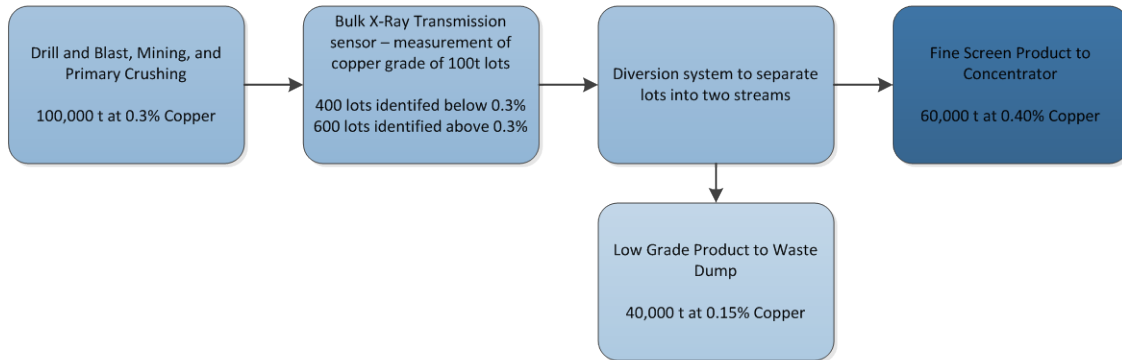 Drill and Blast, Mining, and
Primary Crushing
100,000 t at 0.3% Copper
Bulk X-Ray Transmission
sensor – measurement of
copper grade of 100t lots
400 lots identifed below 0.3%
600 lots identified above 0.3%
Diversion system to separate
lots into two streams
Fine Screen Product to
Concentrator
60,000 t at 0.40% Copper
Low Grade Product to Waste
Dump
40,000 t at 0.15% Copper